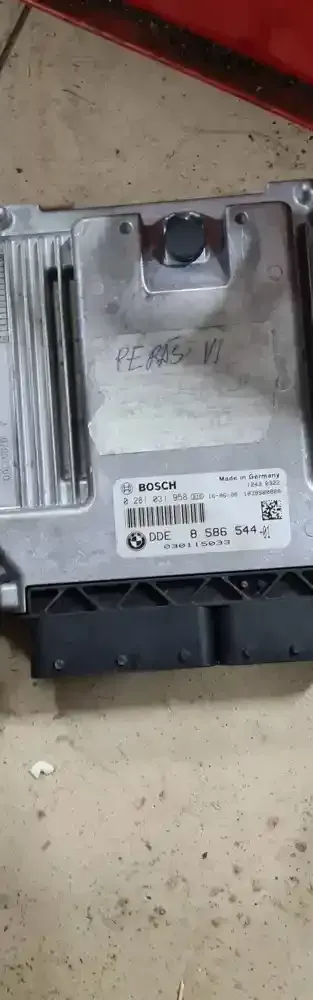 PERAS VI
BOSCH
Made in Germany
0 281 031 958
DDE 8 586 544-01
030115033